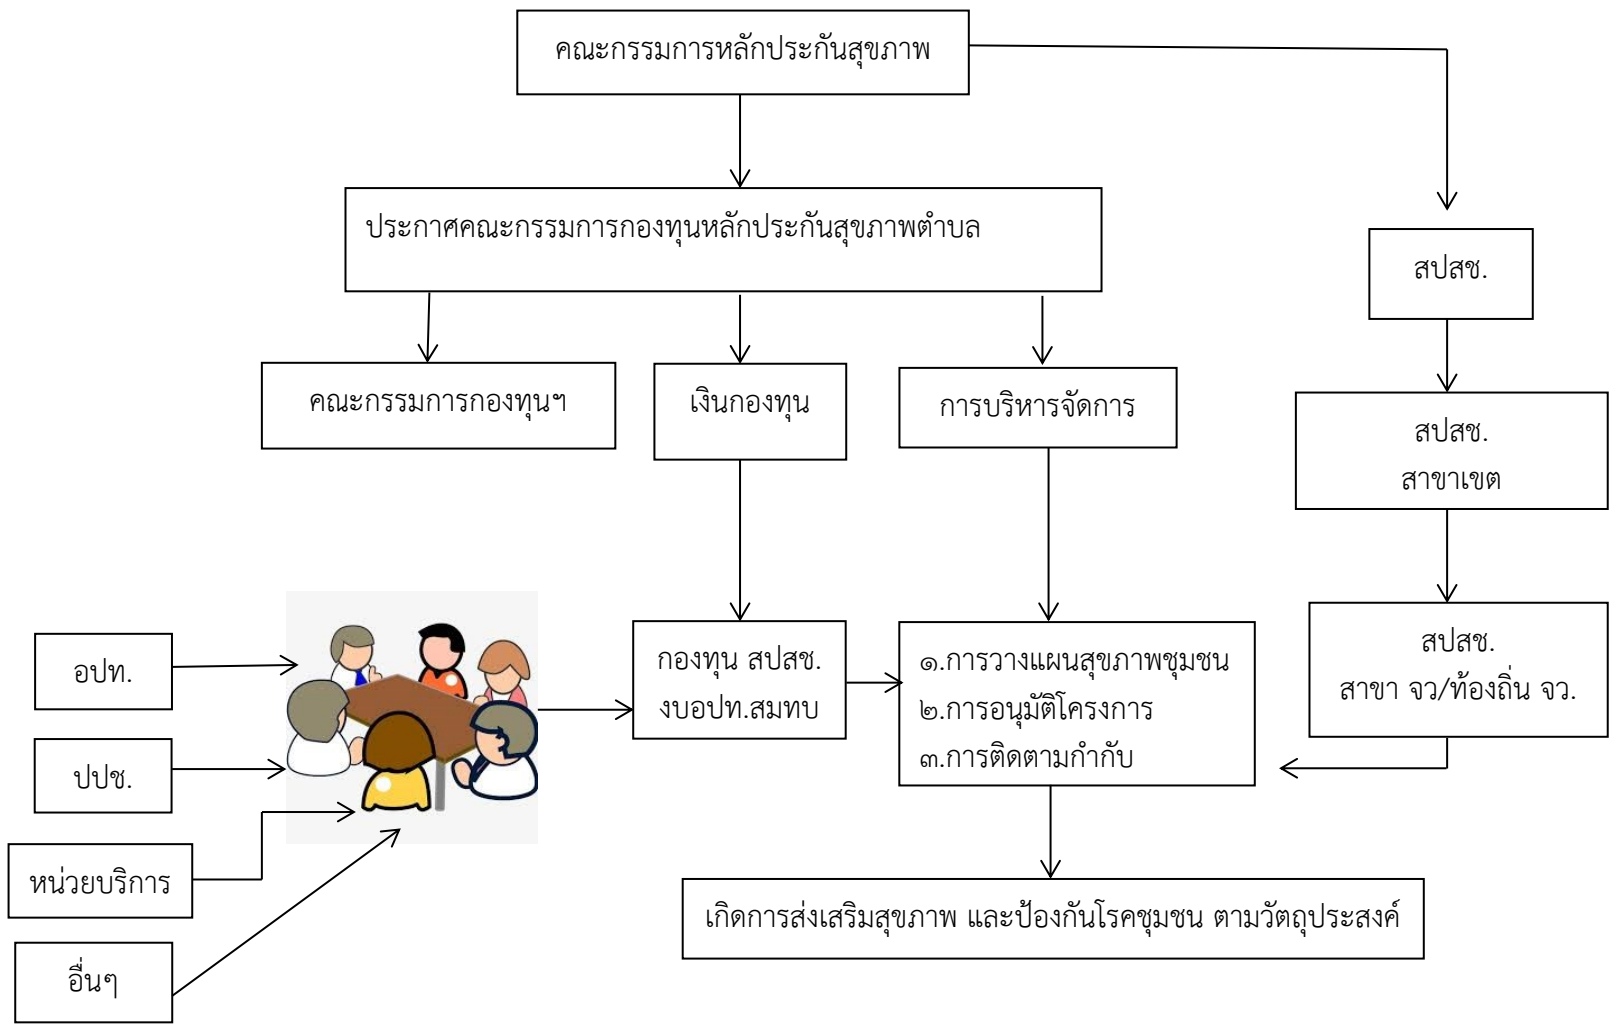 คณะกรรมการหลักประกันสุขภาพ
ประกาศคณะกรรมการกองทุนหลักประกันสุขภาพตำบล
สปสช.
คณะกรรมการกองทุนฯ
เงินกองทุน
การบริหารจัดการ
สปสช.
สาขาเขต
อปท.
ปปช.
หน่วยบริการ
อื่นๆ
กองทุน สปสช.
งบอปท.สมทบ
๑.การวางแผนสุขภาพชุมชน
๒.การอนุมัติโครงการ
๓.การติดตามกำกับ
สปสช.
สาขา จว/ท้องถิ่น จว.
เกิดการส่งเสริมสุขภาพ และป้องกันโรคชุมชน ตามวัตถุประสงค์